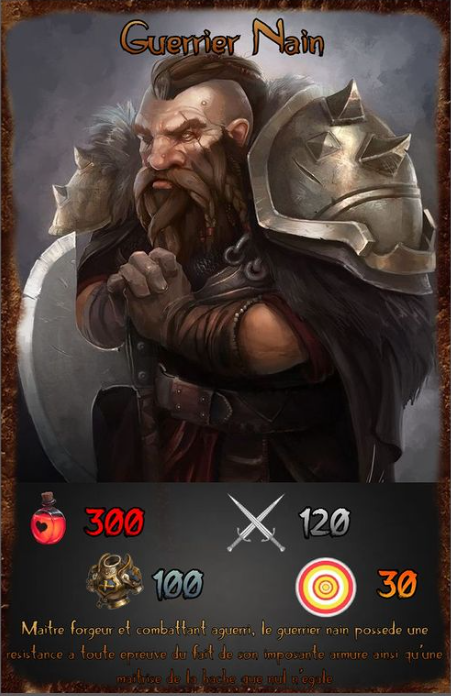 Guerrier Nain
300 120
100 30
Maitre forgeur et combattant aguerri, le guerrier nain possede une
resistance a toute epreuve du fait de son imposante armure ainsi qu'une
maitrise de la hache que nul n'egale.